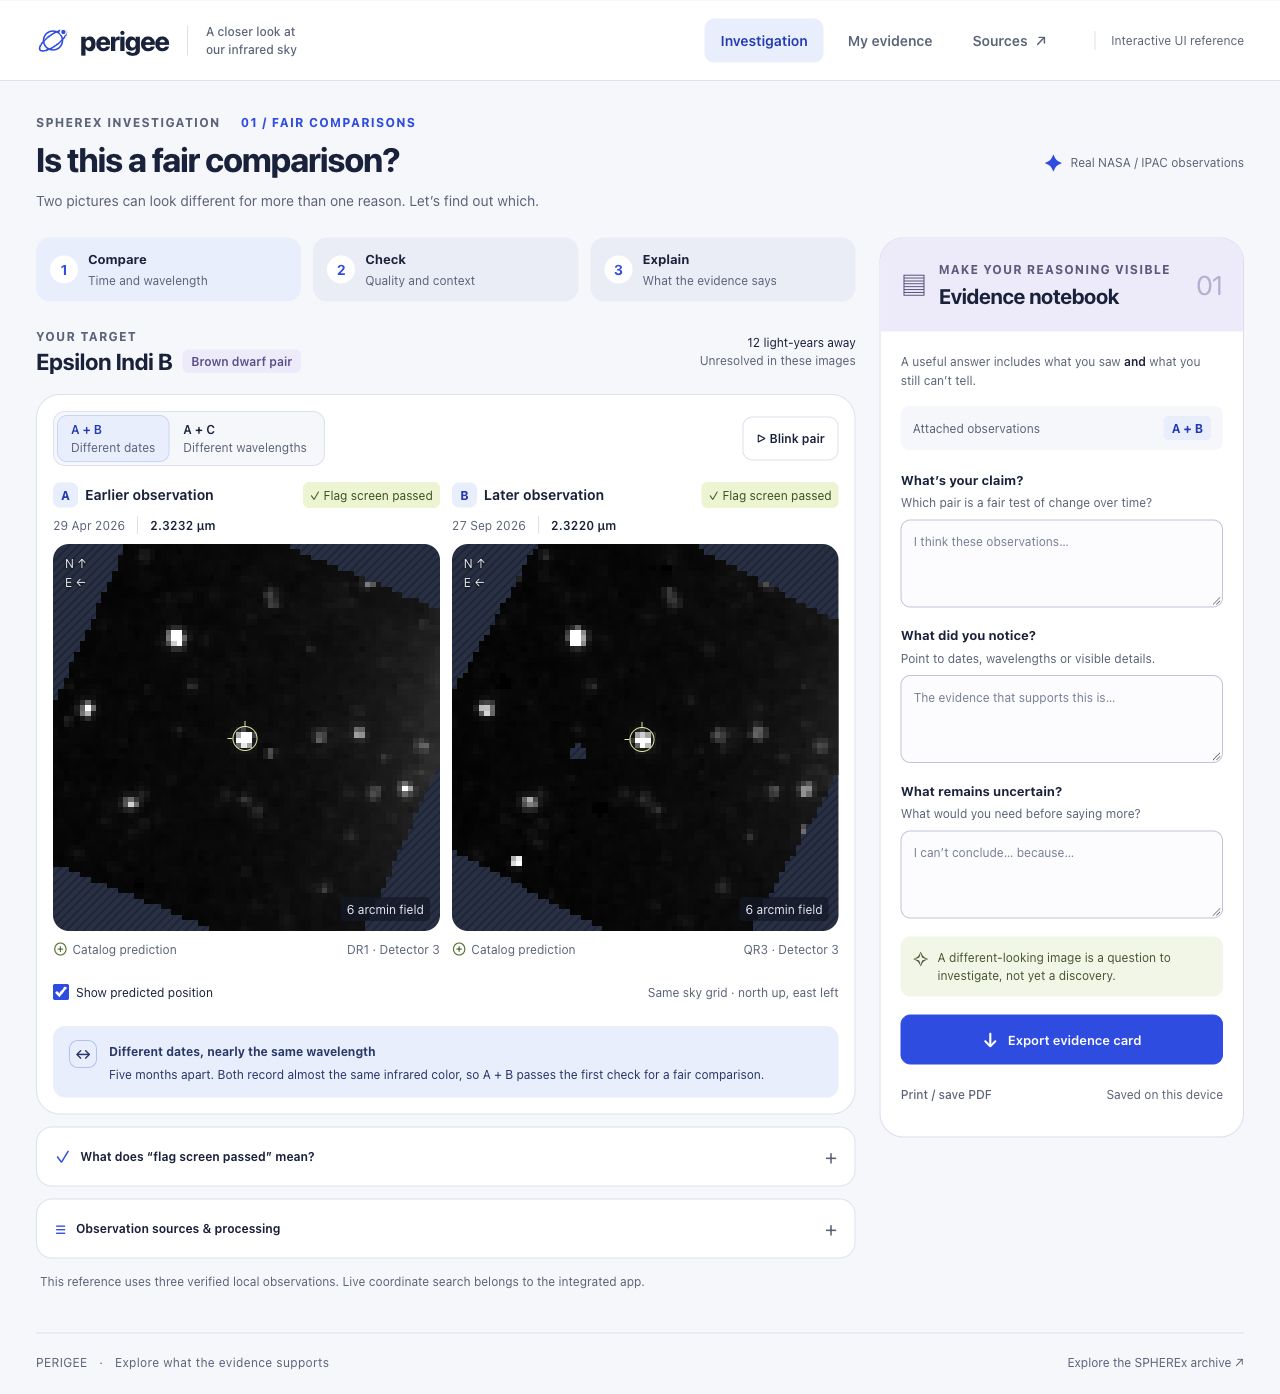 perigee
A closer look at
our infrared sky
Investigation
My evidence
Sources ↗
Interactive UI reference
SPHEREX INVESTIGATION 01 / FAIR COMPARISONS
Is this a fair comparison?
Two pictures can look different for more than one reason. Let’s find out which.
Real NASA / IPAC observations
1
Compare
Time and wavelength
2
Check
Quality and context
3
Explain
What the evidence says
YOUR TARGET
Epsilon Indi B
Brown dwarf pair
12 light-years away
Unresolved in these images
A + B
Different dates
A + C
Different wavelengths
Blink pair
A
Earlier observation
✓ Flag screen passed
29 Apr 2026
2.3232 µm
N ↑
E ←
6 arcmin field
Catalog prediction
DR1 · Detector 3
B
Later observation
✓ Flag screen passed
27 Sep 2026
2.3220 µm
N ↑
E ←
6 arcmin field
Catalog prediction
QR3 · Detector 3
Show predicted position
Same sky grid · north up, east left
Different dates, nearly the same wavelength
Five months apart. Both record almost the same infrared color, so A + B passes the first check for a fair comparison.
What does “flag screen passed” mean?
+
Observation sources & processing
+
This reference uses three verified local observations. Live coordinate search belongs to the integrated app.
MAKE YOUR REASONING VISIBLE
Evidence notebook
01
A useful answer includes what you saw and what you
still can’t tell.
Attached observations
A + B
What’s your claim?
Which pair is a fair test of change over time?
I think these observations…
What did you notice?
Point to dates, wavelengths or visible details.
The evidence that supports this is…
What remains uncertain?
What would you need before saying more?
I can’t conclude… because…
A different-looking image is a question to
investigate, not yet a discovery.
Export evidence card
Print / save PDF
Saved on this device
PERIGEE · Explore what the evidence supports
Explore the SPHEREx archive ↗